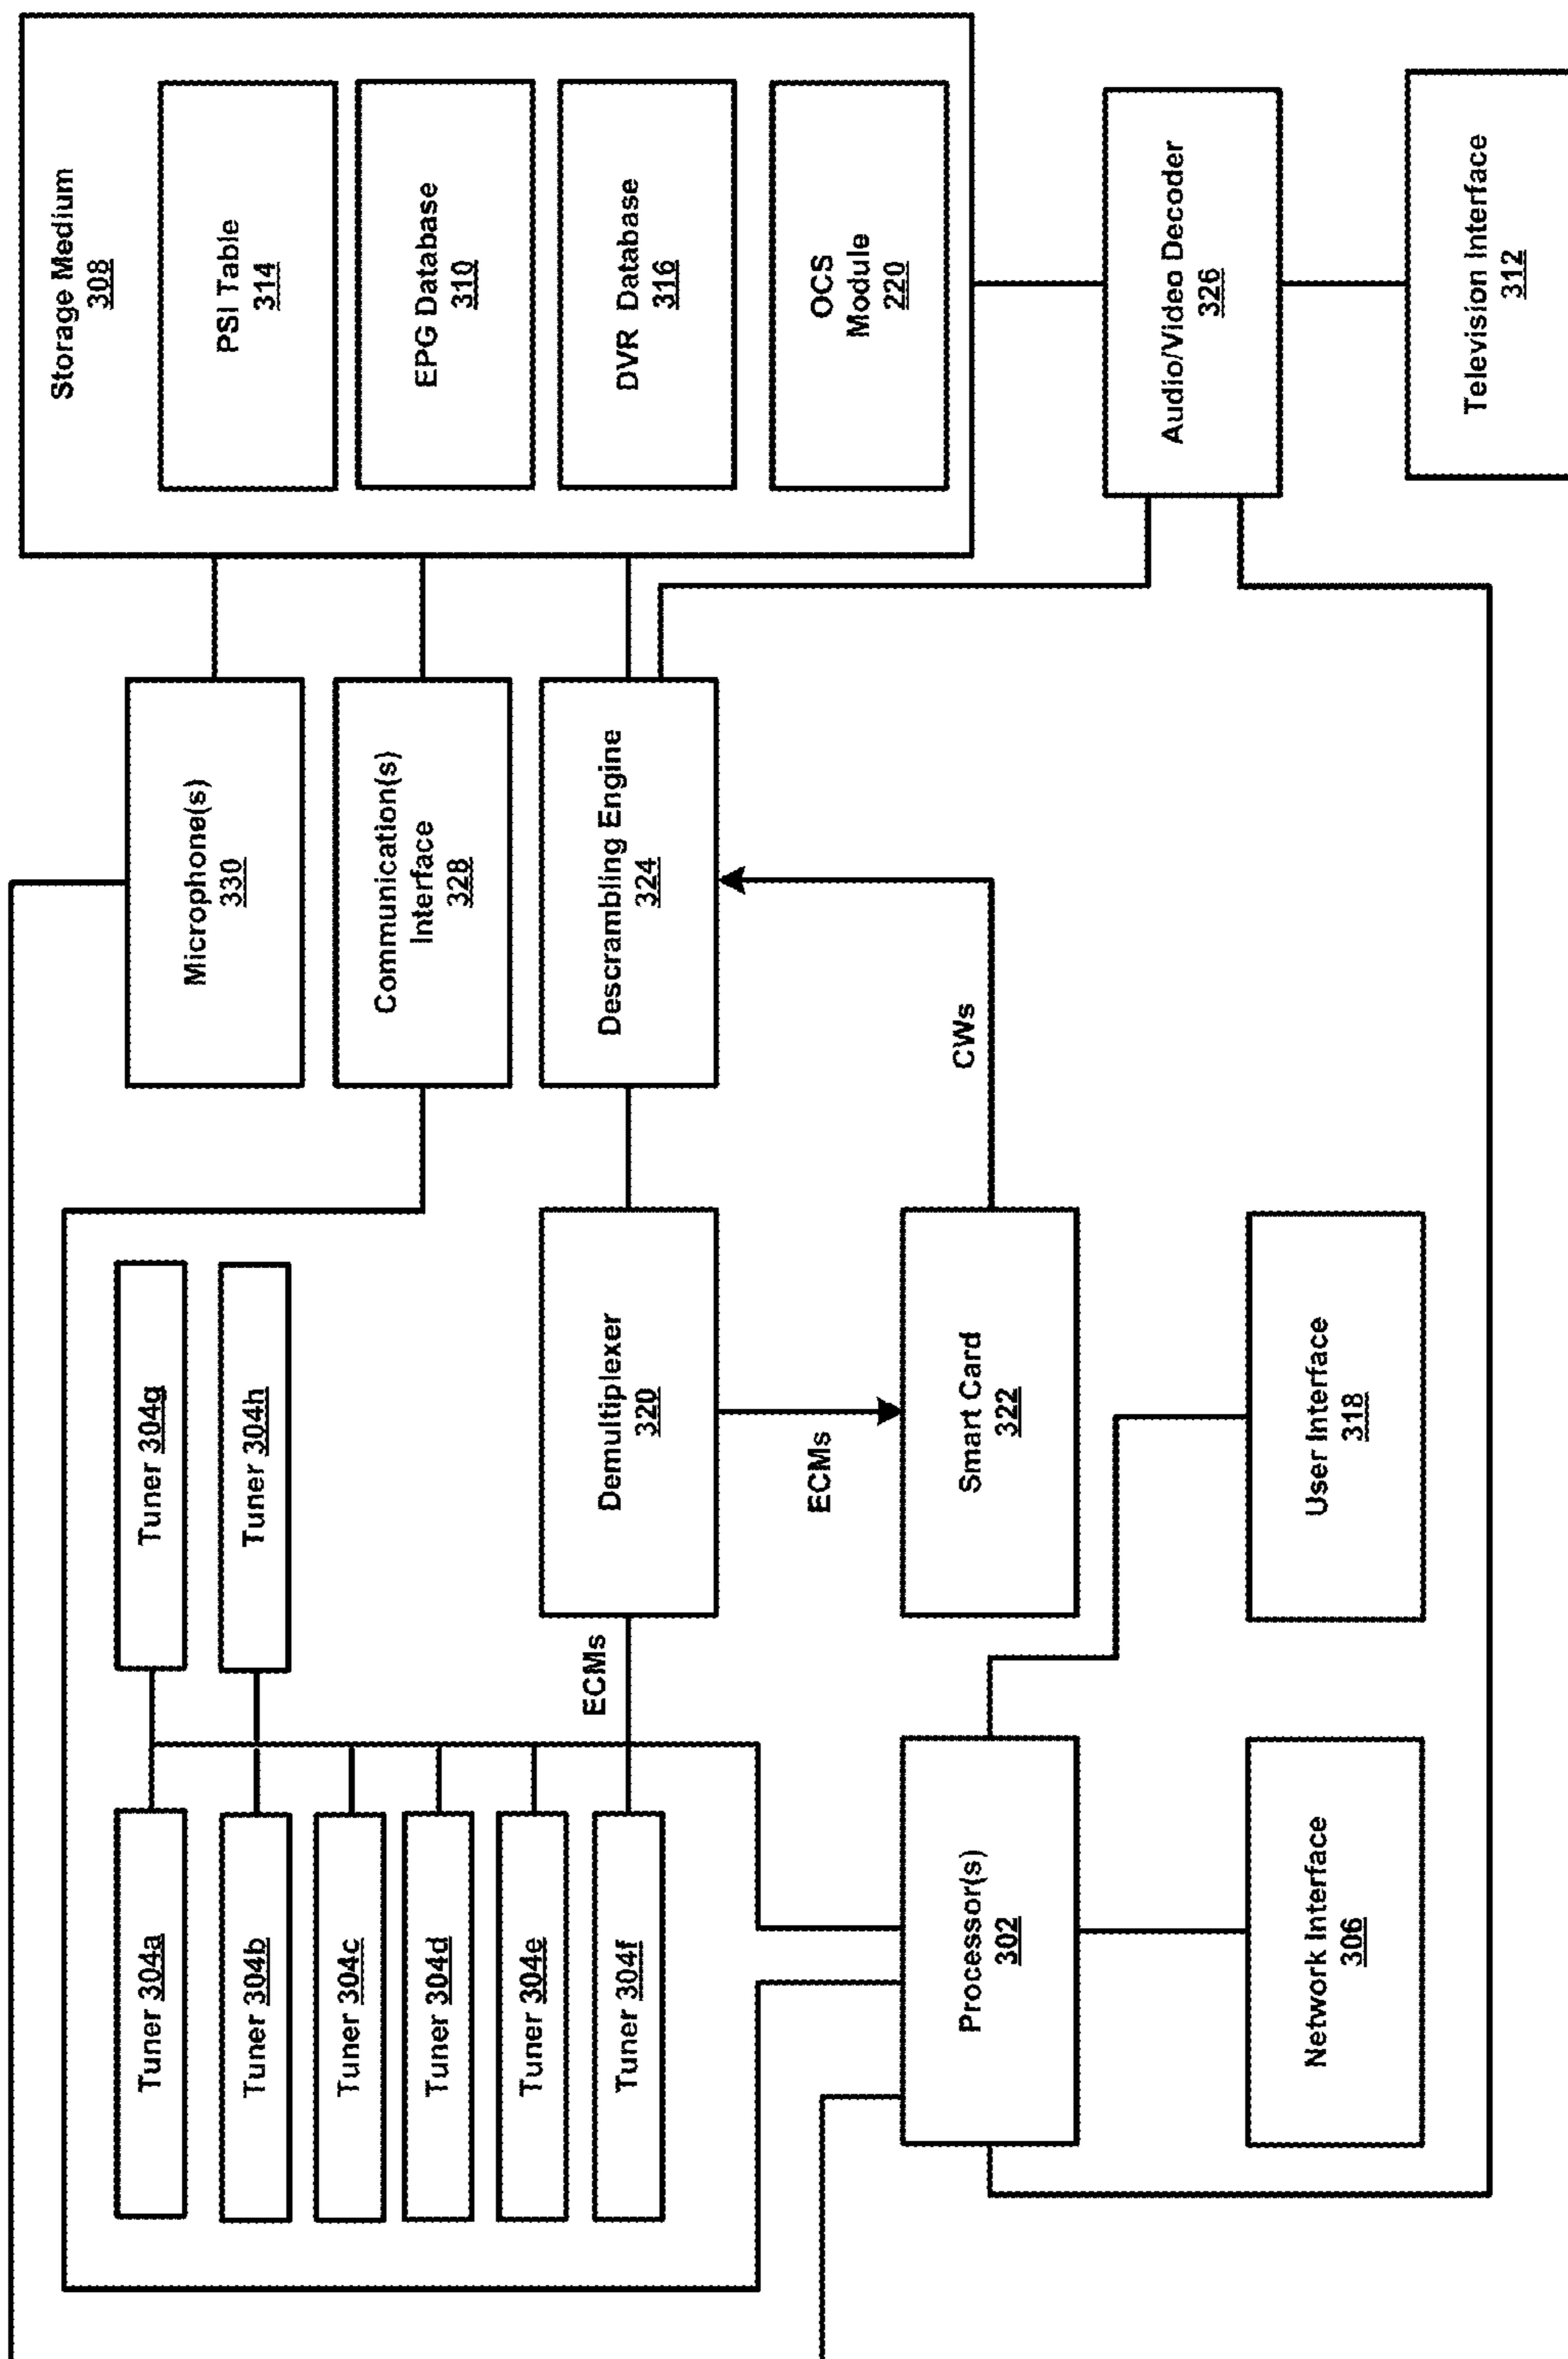 Storage Medium
308
PSI Table
314
EPG Database
310
DVR Database
316
OCS
Module
220
Microphone(s)
330
Communication(s)
Interface
328
Descrambling Engine
324
Audio/Video Decoder
326
Television Interface
312
Tuner 304g
Tuner 304h
Demultiplexer
320
CWs
ECMs
Smart Card
322
User Interface
318
ECMs
Tuner 304a
Tuner 304b
Tuner 304c
Tuner 304d
Tuner 304e
Tuner 304f
Processor(s)
302
Network Interface
306